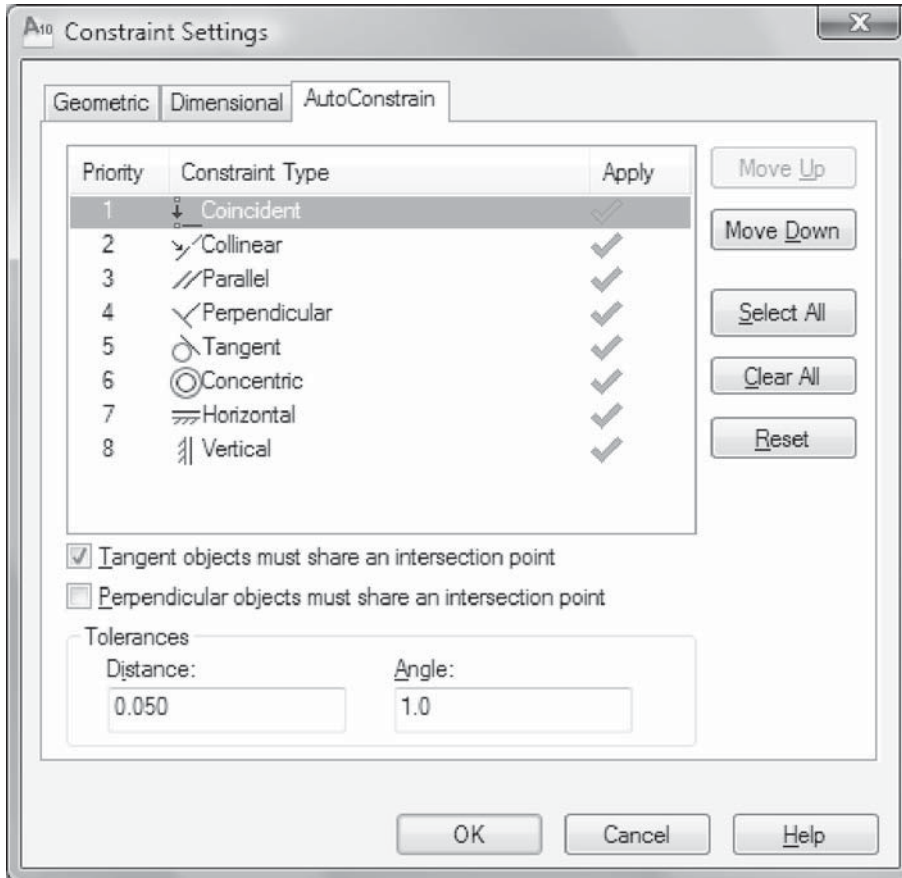 A10 Constraint Settings
X
Geometric Dimensional AutoConstrain
Priority Constraint Type Apply
1 Coincident
2 Collinear
3 Parallel
4 Perpendicular
5 Tangent
6 Concentric
7 Horizontal
8 Vertical
Move Up
Move Down
Select All
Clear All
Reset
Tangent objects must share an intersection point
Perpendicular objects must share an intersection point
Tolerances
Distance: Angle:
0.050 1.0
OK Cancel Help